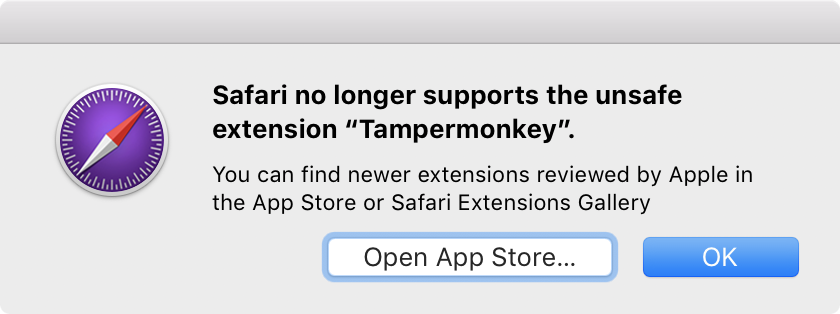 Safari no longer supports the unsafe
extension “Tampermonkey”.
You can find newer extensions reviewed by Apple in
the App Store or Safari Extensions Gallery
Open App Store...
OK